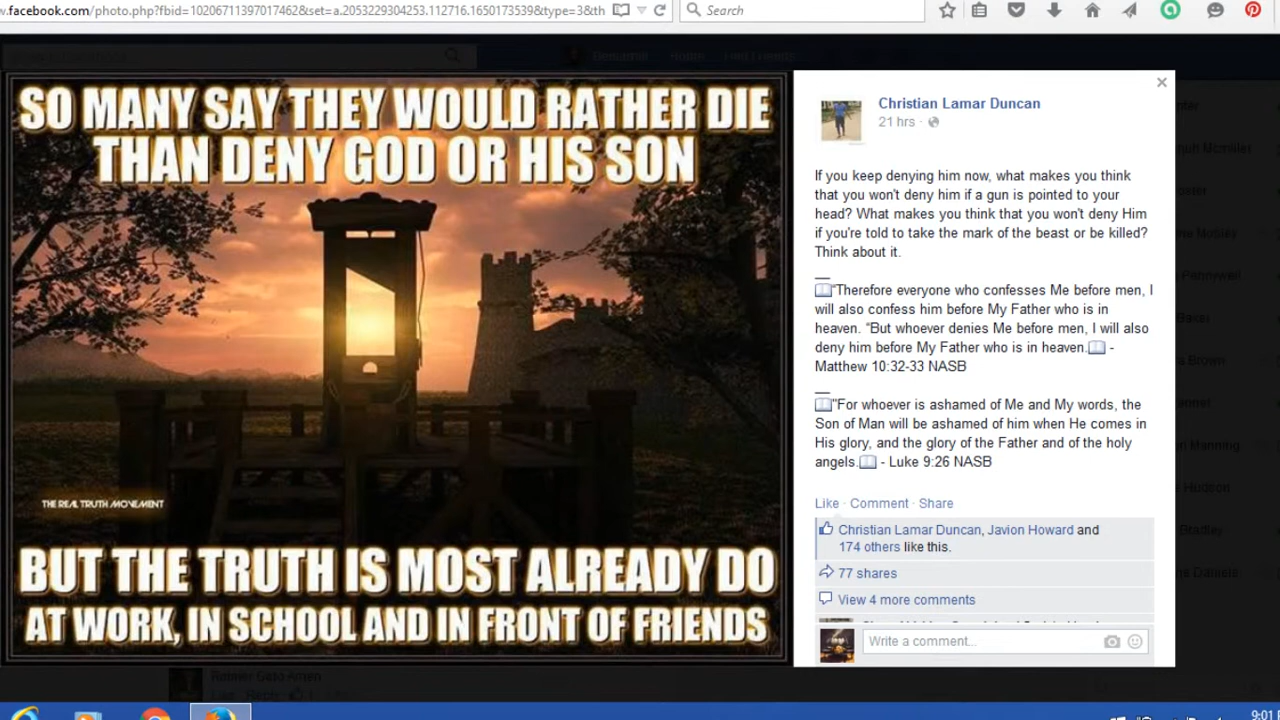 w.facebook.com/photo.php?fbid=10206711397017462&set=a.2053229304253.112716.1650173539&type=3&th
Search
SO MANY SAY THEY WOULD RATHER DIE
THAN DENY GOD OR HIS SON
THE REAL TRUTH MOVEMENT
BUT THE TRUTH IS MOST ALREADY DO
AT WORK, IN SCHOOL AND IN FRONT OF FRIENDS
Christian Lamar Duncan
21 hrs ·
If you keep denying him now, what makes you think
that you won't deny him if a gun is pointed to your
head? What makes you think that you won't deny Him
if you're told to take the mark of the beast or be killed?
Think about it.
__
📖“Therefore everyone who confesses Me before men, I
will also confess him before My Father who is in
heaven. “But whoever denies Me before men, I will also
deny him before My Father who is in heaven.📖 -
Matthew 10:32-33 NASB
__
📖"For whoever is ashamed of Me and My words, the
Son of Man will be ashamed of him when He comes in
His glory, and the glory of the Father and of the holy
angels.📖 - Luke 9:26 NASB
Like · Comment · Share
Christian Lamar Duncan, Javion Howard and
174 others like this.
77 shares
View 4 more comments
Write a comment...
Home
9:01